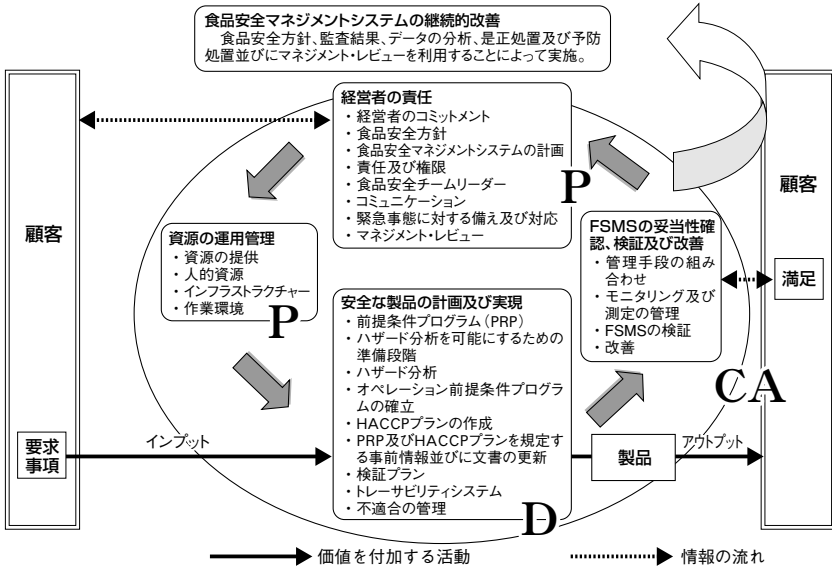 食品安全マネジメントシステムの継続的改善
食品安全方針、監査結果、データの分析、是正処置及び予防
処置並びにマネジメント・レビューを利用することによって実施。
経営者の責任
・経営者のコミットメント
・食品安全方針
・食品安全マネジメントシステムの計画
・責任及び権限
・食品安全チームリーダー
・コミュニケーション
・緊急事態に対する備え及び対応
・マネジメント・レビュー
P
顧客
資源の運用管理
・資源の提供
・人的資源
・インフラストラクチャー
・作業環境
P
FSMSの妥当性確
認、検証及び改善
・管理手段の組み
合わせ
・モニタリング及び
測定の管理
・FSMSの検証
・改善
CA
顧客
満足
安全な製品の計画及び実現
・前提条件プログラム（PRP）
・ハザード分析を可能にするための
準備段階
・ハザード分析
・オペレーション前提条件プログラ
ムの確立
・HACCPプランの作成
・PRP及びHACCPプランを規定す
る事前情報並びに文書の更新
・検証プラン
・トレーサビリティシステム
・不適合の管理
D
要求
事項
インプット
製品
アウトプット
価値を付加する活動
情報の流れ